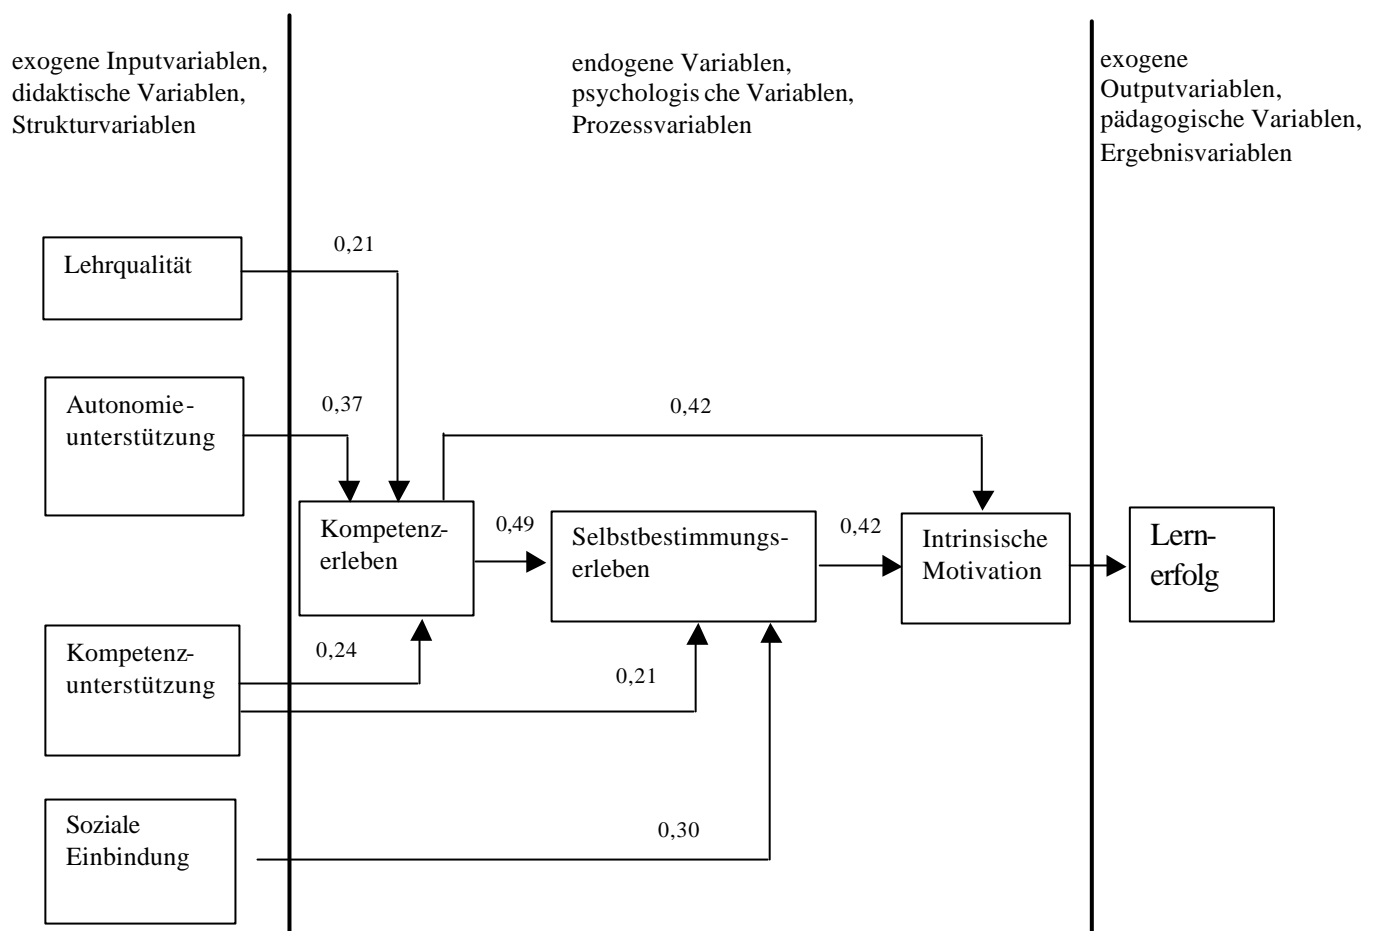 exogene Inputvariablen,
didaktische Variablen,
Strukturvariablen
endogene Variablen,
psychologis che Variablen,
Prozessvariablen
exogene
Outputvariablen,
pädagogische Variablen,
Ergebnisvariablen
Lehrqualität
0,21
Autonomie-
unterstützung
0,37
0,42
Kompetenz-
erleben
0,49
Selbstbestimmungs-
erleben
0,42
Intrinsische
Motivation
Lern-
erfolg
Kompetenz-
unterstützung
0,24
0,21
Soziale
Einbindung
0,30